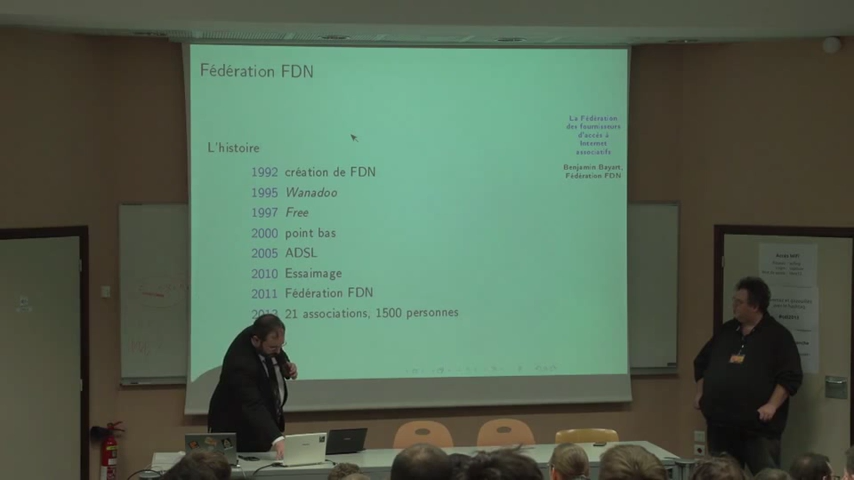 Fédération FDN
La Fédération
des fournisseurs
d'accès à
Internet
associatifs
Benjamin Bayart,
Fédération FDN
L'histoire
1992 création de FDN
1995 Wanadoo
1997 Free
2000 point bas
2005 ADSL
2010 Essaimage
2011 Fédération FDN
21 associations, 1500 personnes